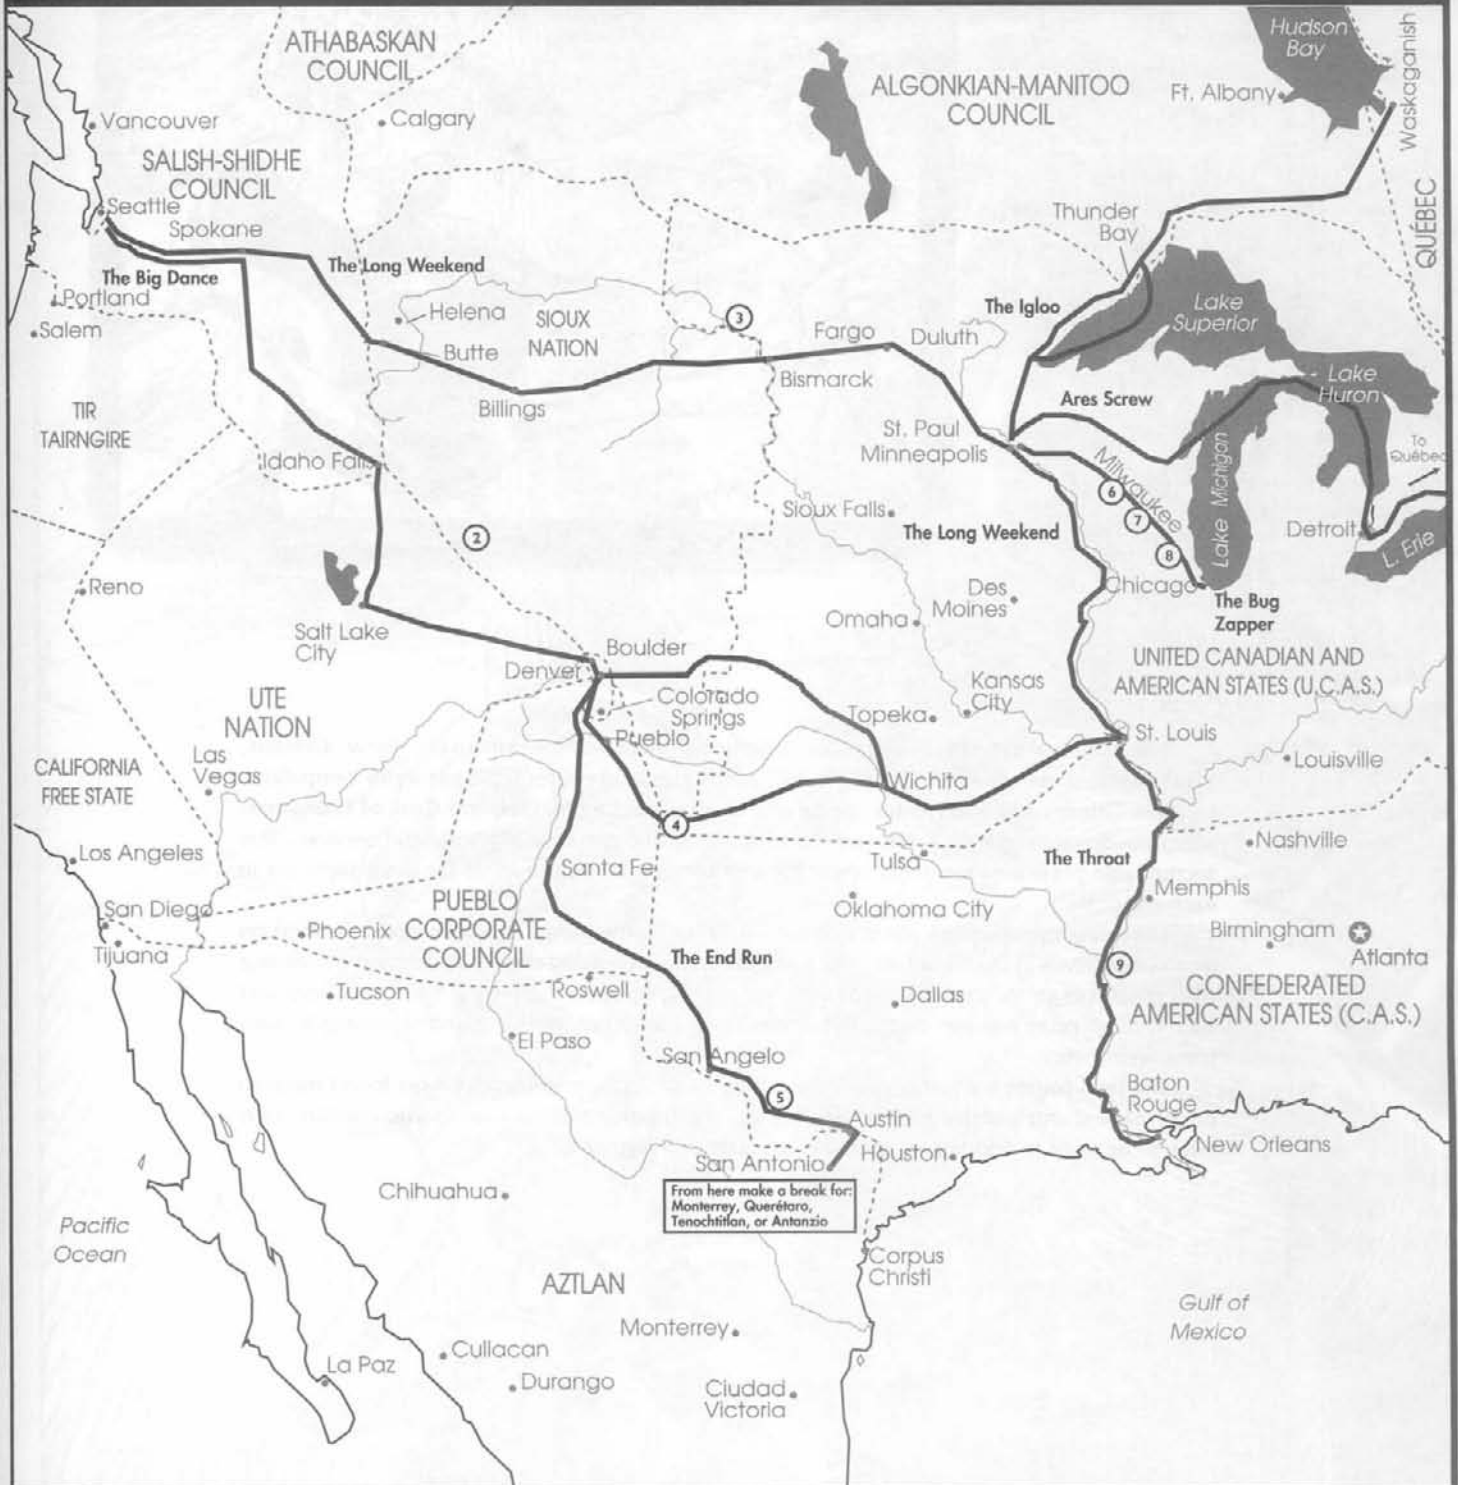 Hudson
Bay
Waskaganish
ATHABASKAN
COUNCIL
ALGONKIAN-MANITOO
COUNCIL
Ft. Albany
Vancouver
Calgary
SALISH-SHIDHE
COUNCIL
QUÉBEC
Seattle
Spokane
Thunder
Bay
The Big Dance
The Long Weekend
Portland
Salem
Helena
SIOUX
NATION
3
Fargo
Duluth
The Igloo
Lake
Superior
Butte
Bismarck
Billings
Ares Screw
Lake
Huron
TIR
TAIRNGIRE
St. Paul
Minneapolis
To
Québec
Idaho Falls
Milwaukee
6
7
8
Lake Michigan
Sioux Falls
The Long Weekend
Detroit
L. Erie
2
Reno
Des
Moines
Chicago
The Bug
Zapper
Omaha
Salt Lake
City
Boulder
Denver
UNITED CANADIAN AND
AMERICAN STATES (U.C.A.S.)
UTE
NATION
Colorado
Springs
Kansas
City
Topeka
Pueblo
St. Louis
CALIFORNIA
FREE STATE
Las
Vegas
Wichita
Louisville
4
Los Angeles
Santa Fe
Tulsa
The Throat
Nashville
San Diego
PUEBLO
CORPORATE
COUNCIL
Oklahoma City
Memphis
Tijuana
Phoenix
Birmingham
Atlanta
The End Run
9
Tucson
Roswell
Dallas
CONFEDERATED
AMERICAN STATES (C.A.S.)
El Paso
San Angelo
5
Baton
Rouge
Austin
New Orleans
San Antonio
Houston
Chihuahua
From here make a break for:
Monterrey, Querétaro,
Tenochtitlan, or Antanzio
Pacific
Ocean
Corpus
Christi
AZTLAN
Gulf of
Mexico
Monterrey
Cullacan
La Paz
Durango
Ciudad
Victoria